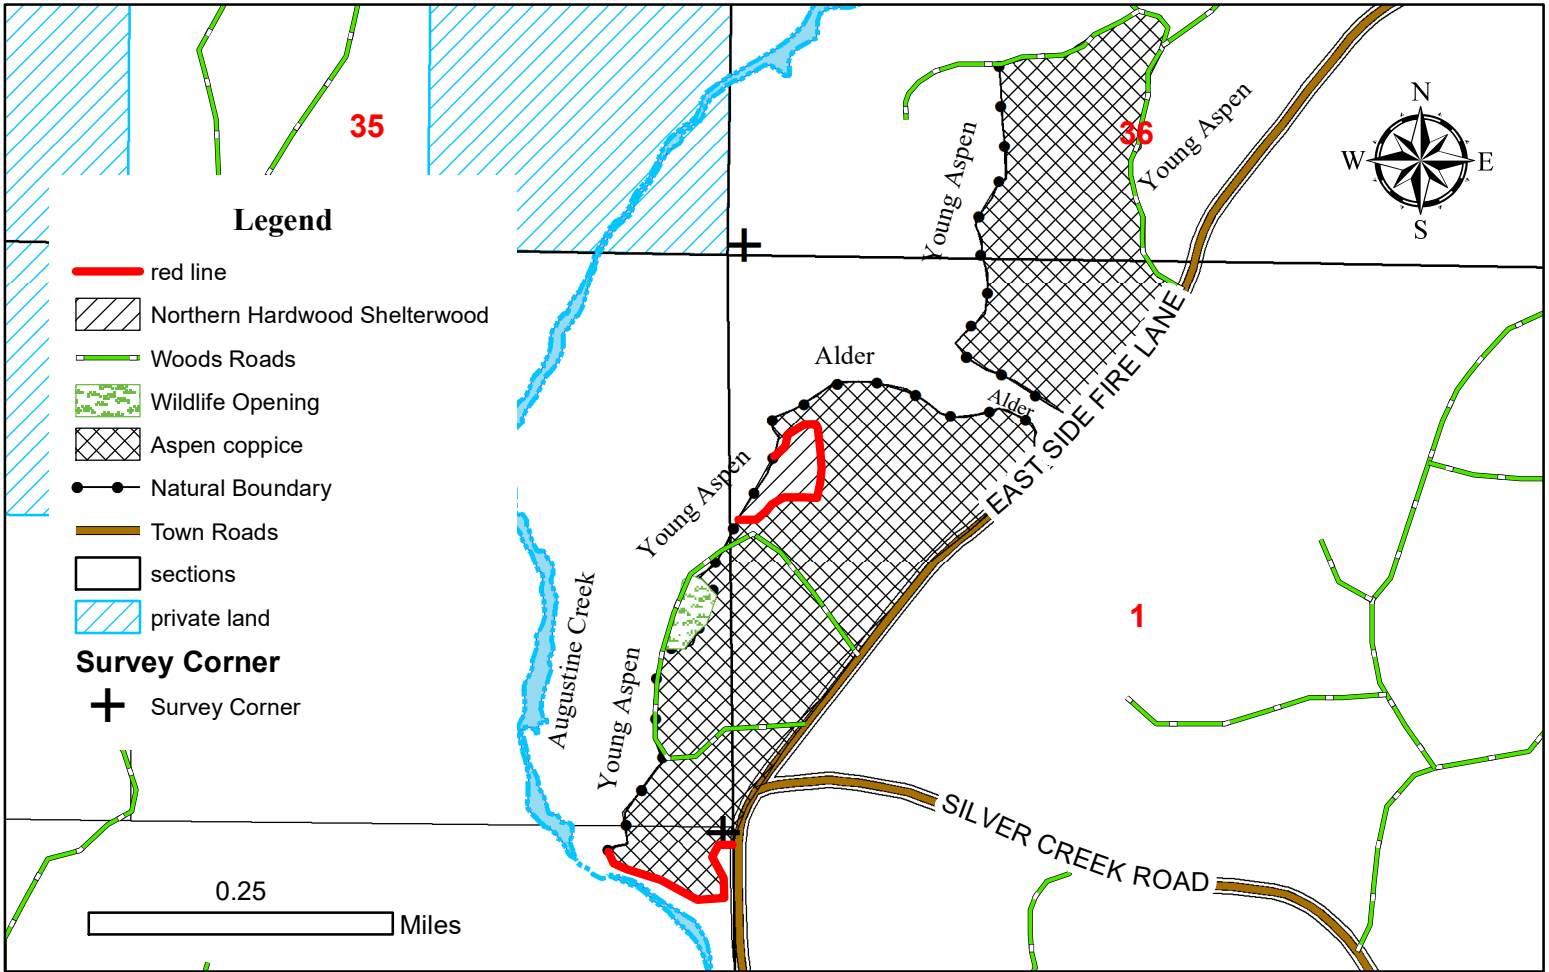 35
36
Young Aspen
Young Aspen
N
W
E
S
Legend
red line
Northern Hardwood Shelterwood
Woods Roads
Wildlife Opening
Aspen coppice
Natural Boundary
Town Roads
sections
private land
Survey Corner
Survey Corner
Alder
Alder
EAST SIDE FIRE LANE
Young Aspen
Augustine Creek
Young Aspen
1
SILVER CREEK ROAD
0.25
Miles